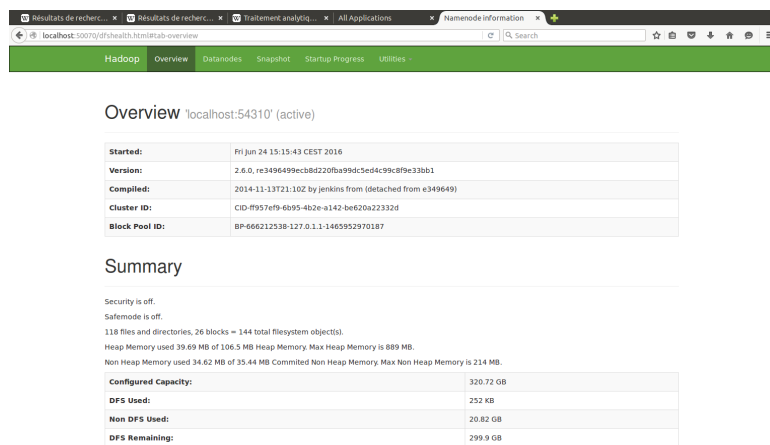 Résultats de recherc... × Résultats de recherc... × Traitement analytiq... × All Applications × Namenode information ×
localhost:50070/dfshealth.html#tab-overview Search
Hadoop Overview Datanodes Snapshot Startup Progress Utilities
Overview 'localhost:54310' (active)
Started: Fri Jun 24 15:15:43 CEST 2016
Version: 2.6.0, re3496499ecb8d220fba99dc5ed4c99c8f9e33bb1
Compiled: 2014-11-13T21:10Z by jenkins from (detached from e349649)
Cluster ID: CID-ff957ef9-6b95-4b2e-a142-be620a22332d
Block Pool ID: BP-666212538-127.0.1.1-1465952970187
Summary
Security is off.
Safemode is off.
118 files and directories, 26 blocks = 144 total filesystem object(s).
Heap Memory used 39.69 MB of 106.5 MB Heap Memory. Max Heap Memory is 889 MB.
Non Heap Memory used 34.62 MB of 35.44 MB Commited Non Heap Memory. Max Non Heap Memory is 214 MB.
Configured Capacity: 320.72 GB
DFS Used: 252 KB
Non DFS Used: 20.82 GB
DFS Remaining: 299.9 GB